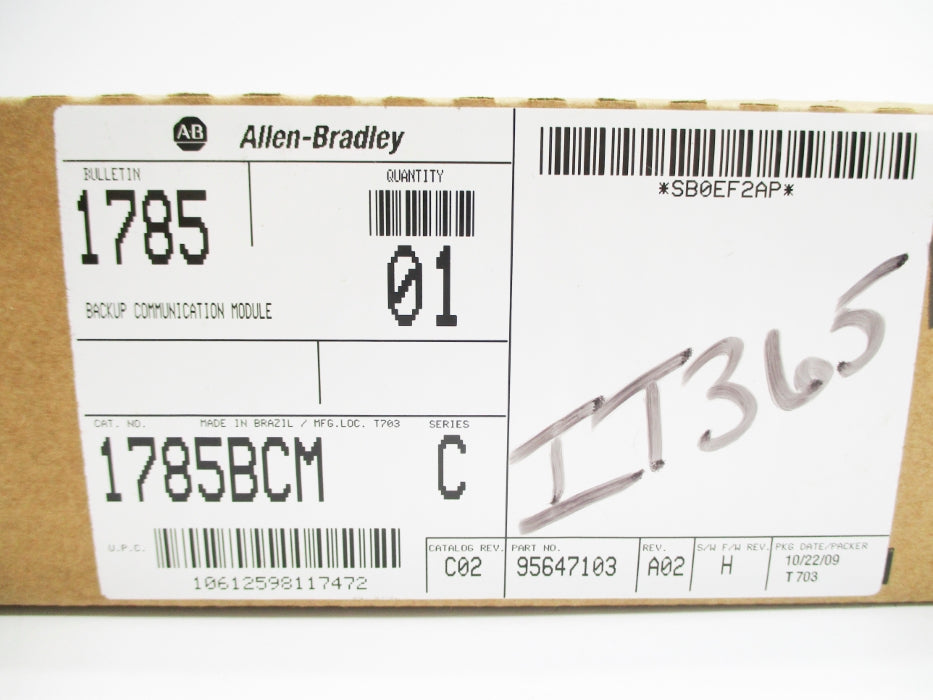 AB Allen-Bradley
BULLETIN
1785
QUANTITY
01
BACKUP COMMUNICATION MODULE
CAT. NO. MADE IN BRAZIL / MFG.LOC. T703 SERIES
1785BCM C
U.P.C.
10612598117472
*SB0EF2AP*
IT365
CATALOG REV.
C02
PART NO.
95647103
REV.
A02
S/W F/W REV.
H
PKG DATE/PACKER
10/22/09
T703